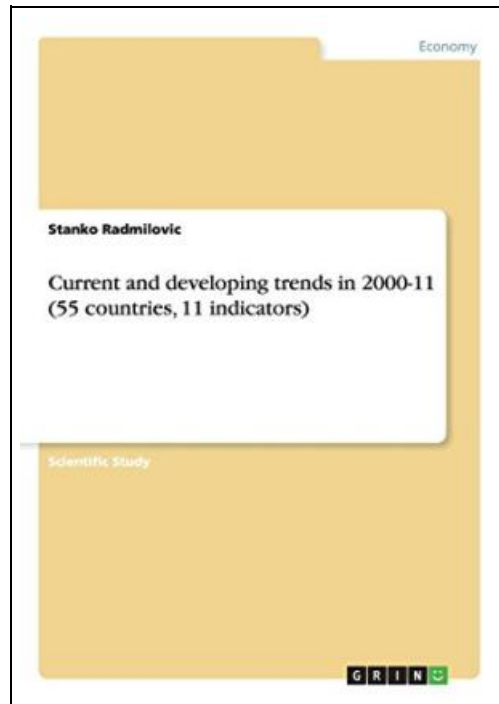 Economy
Stanko Radmilovic
Current and developing trends in 2000-11
(55 countries, 11 indicators)
Scientific Study
GRIN